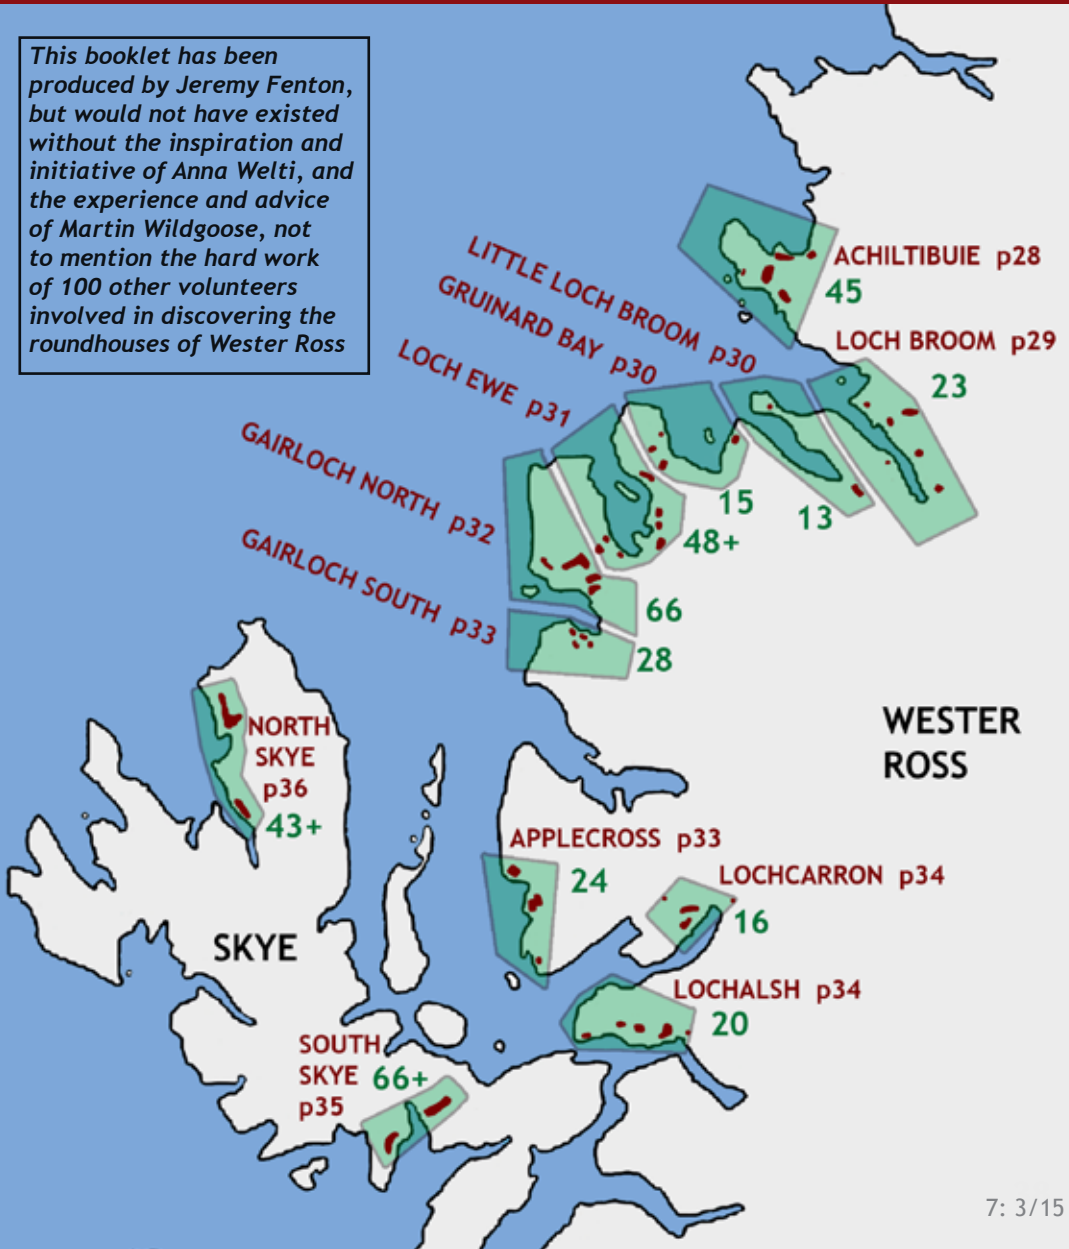 This booklet has been
produced by Jeremy Fenton,
but would not have existed
without the inspiration and
initiative of Anna Welti, and
the experience and advice
of Martin Wildgoose, not
to mention the hard work
of 100 other volunteers
involved in discovering the
roundhouses of Wester Ross
ACHILTIBUIE p28
45
LITTLE LOCH BROOM p30
GRUINARD BAY p30
LOCH BROOM p29
23
LOCH EWE p31
GAIRLOCH NORTH p32
15
13
48+
GAIRLOCH SOUTH p33
66
28
WESTER
ROSS
NORTH
SKYE
p36
43+
APPLECROSS p33
24
LOCHCARRON p34
16
SKYE
LOCHALSH p34
20
SOUTH
SKYE 66+
p35
7: 3/15